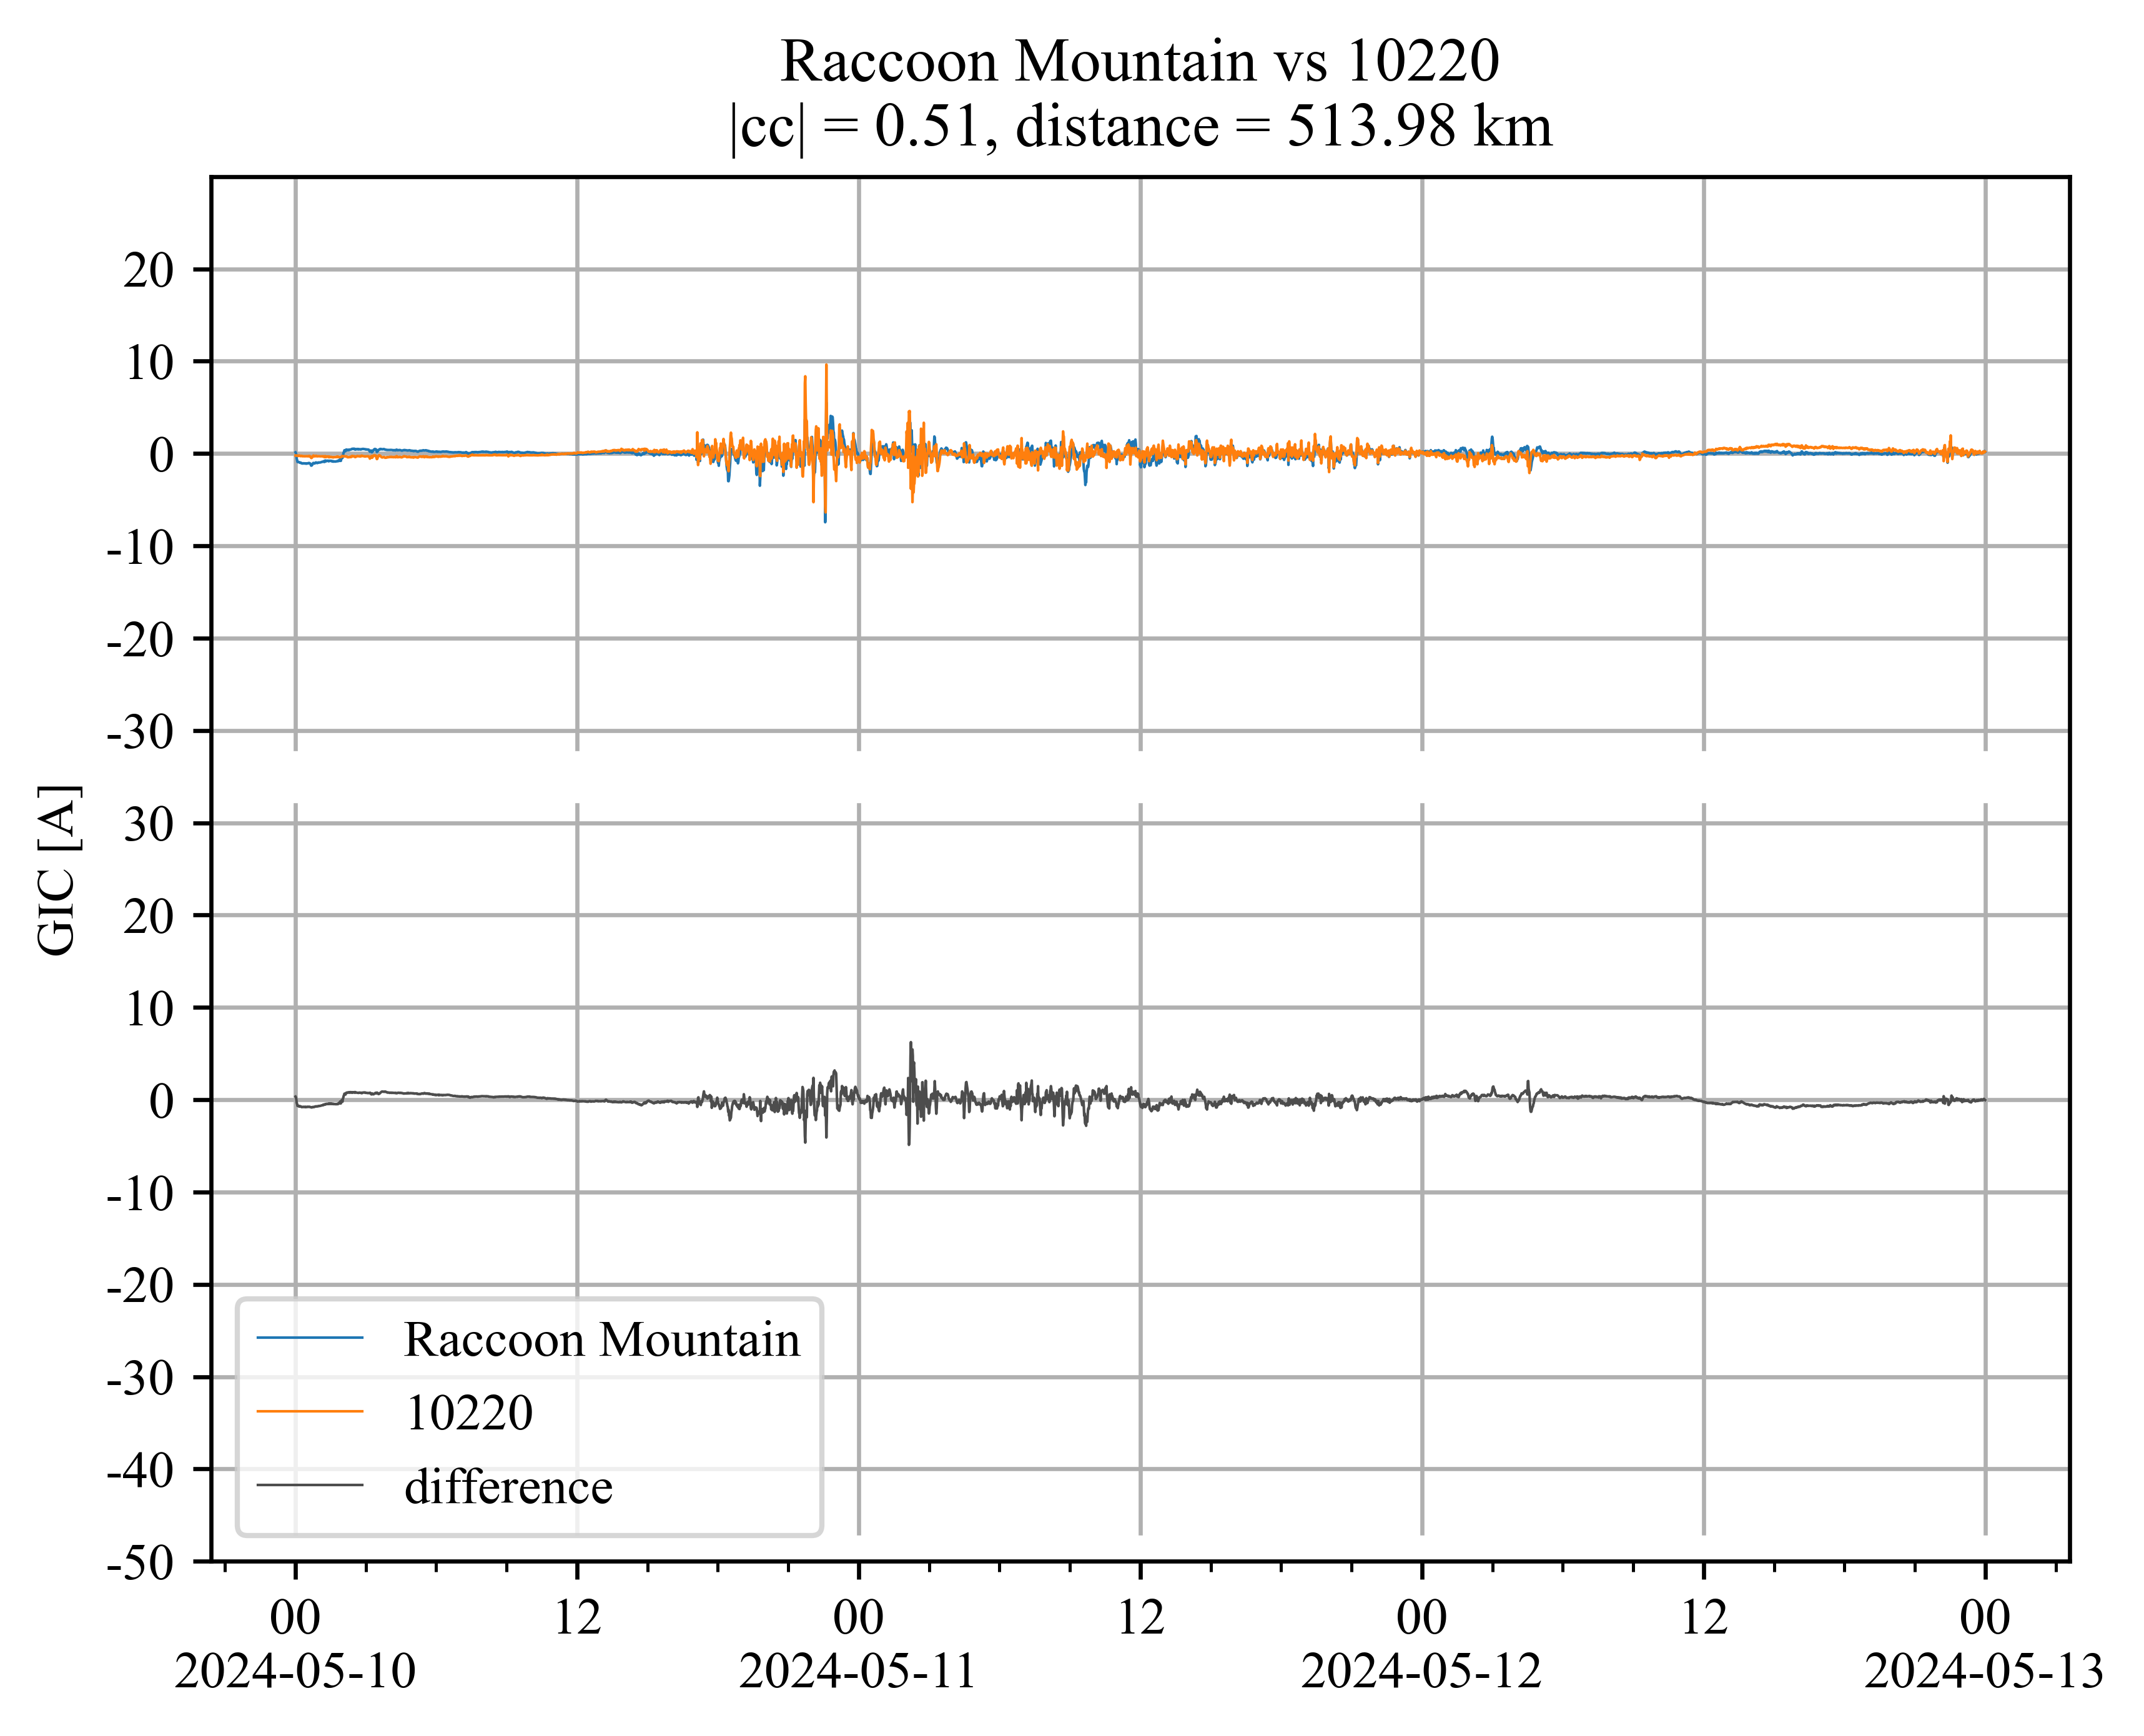 Raccoon Mountain vs 10220
|cc| = 0.51, distance = 513.98 km
20
10
0
-10
-20
-30
GIC [A]
30
20
10
0
-10
-20
-30
-40
-50
Raccoon Mountain
10220
difference
00 12 00 12 00 12 00
2024-05-10 2024-05-11 2024-05-12 2024-05-13